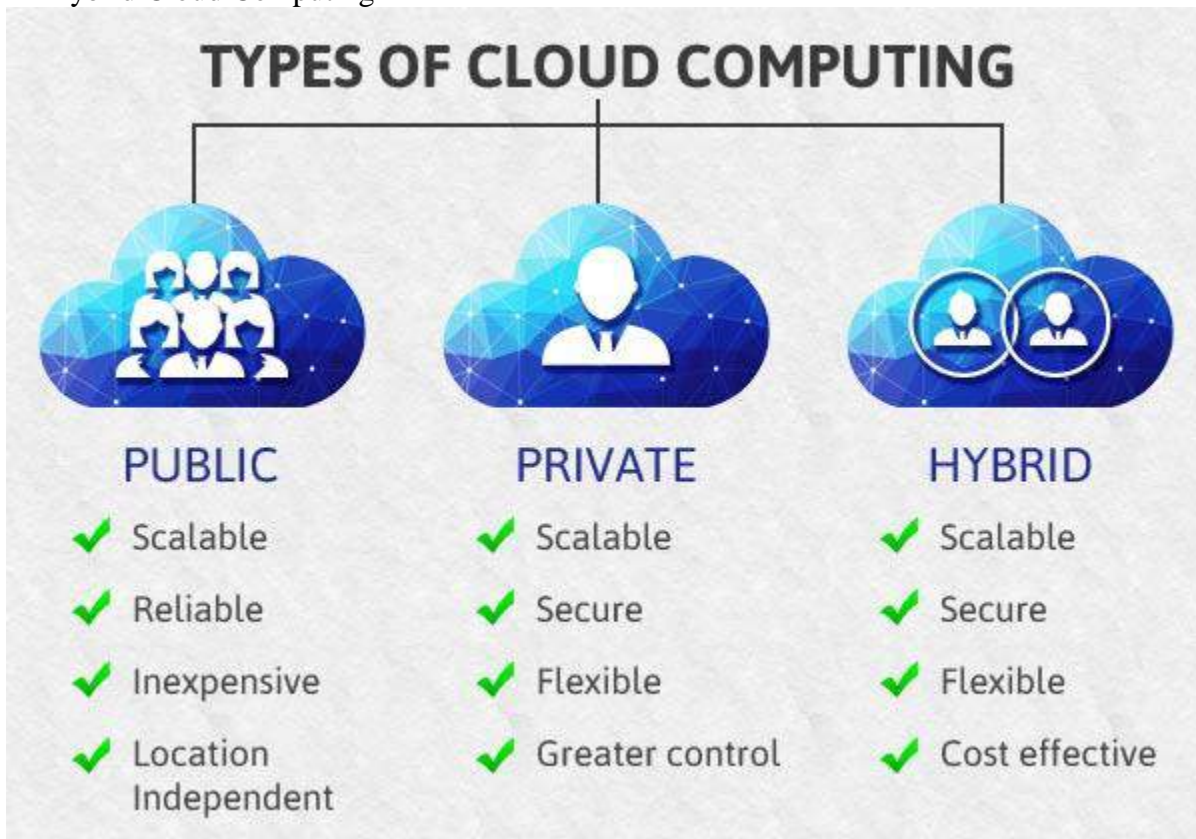 TYPES OF CLOUD COMPUTING
PUBLIC
Scalable
Reliable
Inexpensive
Location
Independent
PRIVATE
Scalable
Secure
Flexible
Greater control
HYBRID
Scalable
Secure
Flexible
Cost effective